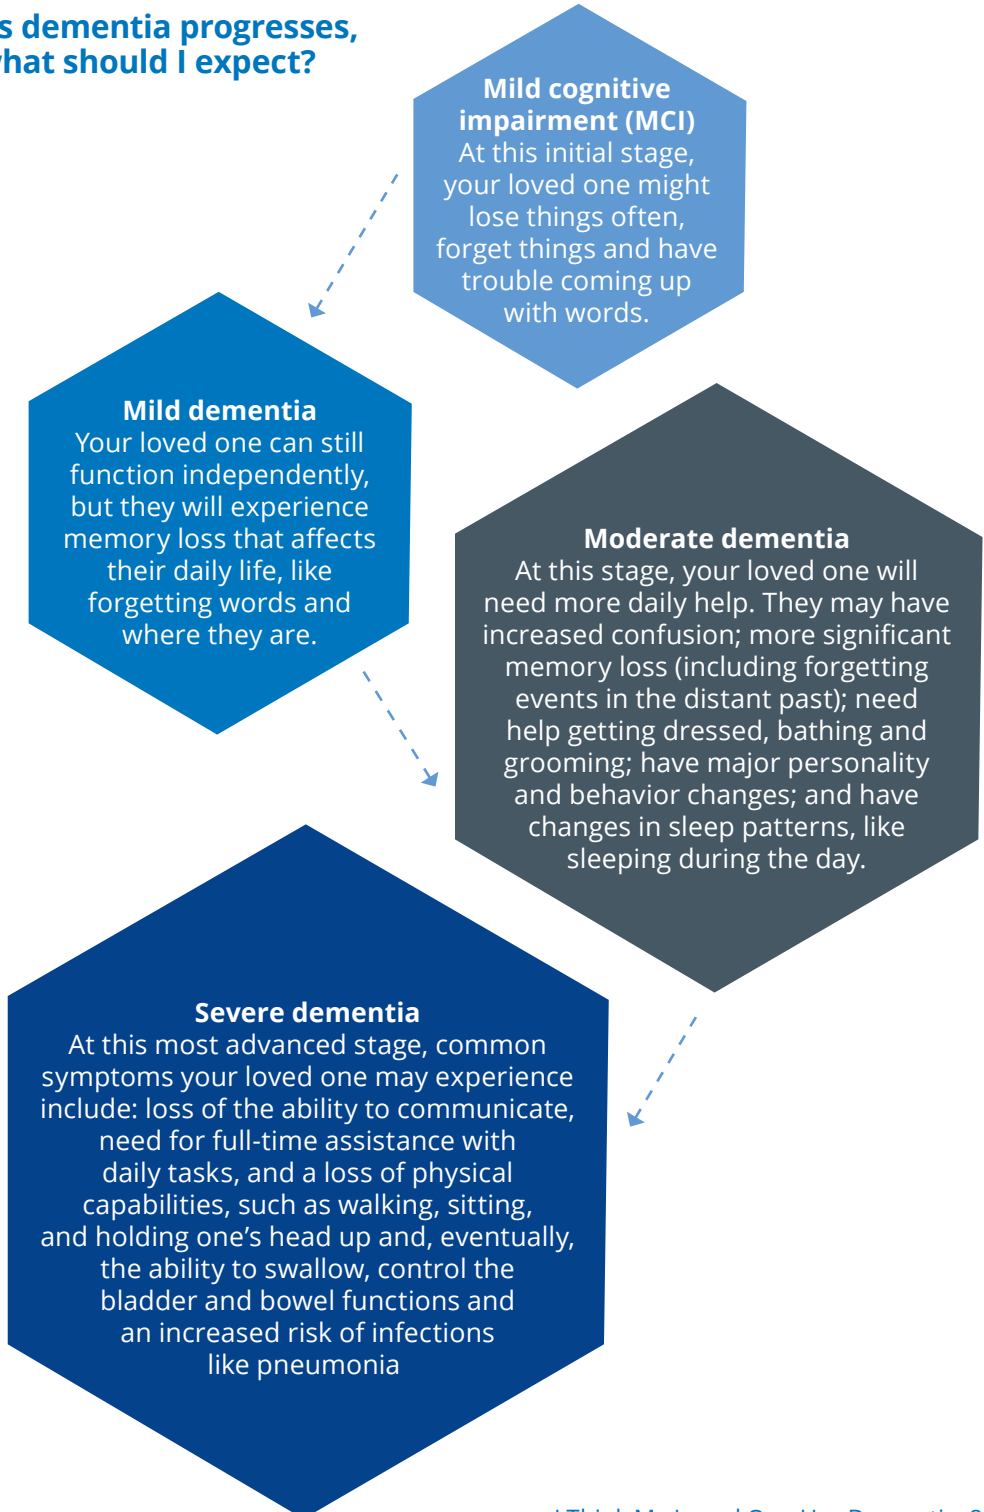 s dementia progresses,
hat should I expect?
Mild cognitive
impairment (MCI)
At this initial stage,
your loved one might
lose things often,
forget things and have
trouble coming up
with words.
Mild dementia
Your loved one can still
function independently,
but they will experience
memory loss that affects
their daily life, like
forgetting words and
where they are.
Moderate dementia
At this stage, your loved one will
need more daily help. They may have
increased confusion; more significant
memory loss (including forgetting
events in the distant past); need
help getting dressed, bathing and
grooming; have major personality
and behavior changes; and have
changes in sleep patterns, like
sleeping during the day.
Severe dementia
At this most advanced stage, common
symptoms your loved one may experience
include: loss of the ability to communicate,
need for full-time assistance with
daily tasks, and a loss of physical
capabilities, such as walking, sitting,
and holding one’s head up and, eventually,
the ability to swallow, control the
bladder and bowel functions and
an increased risk of infections
like pneumonia